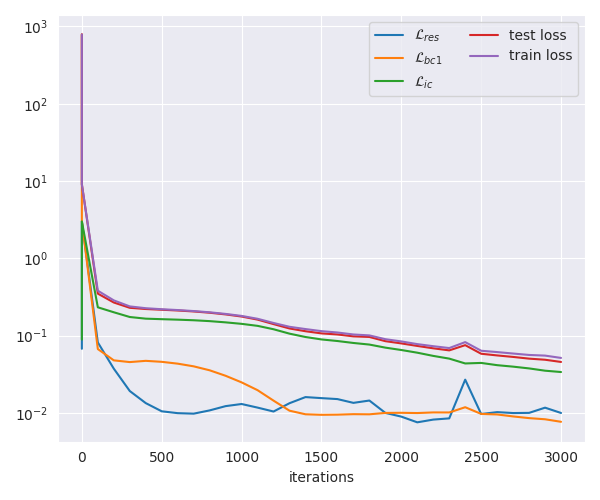 10³
10²
10¹
10⁰
10⁻¹
10⁻²
ℒ_res
ℒ_bc1
ℒ_ic
test loss
train loss
0 500 1000 1500 2000 2500 3000
iterations